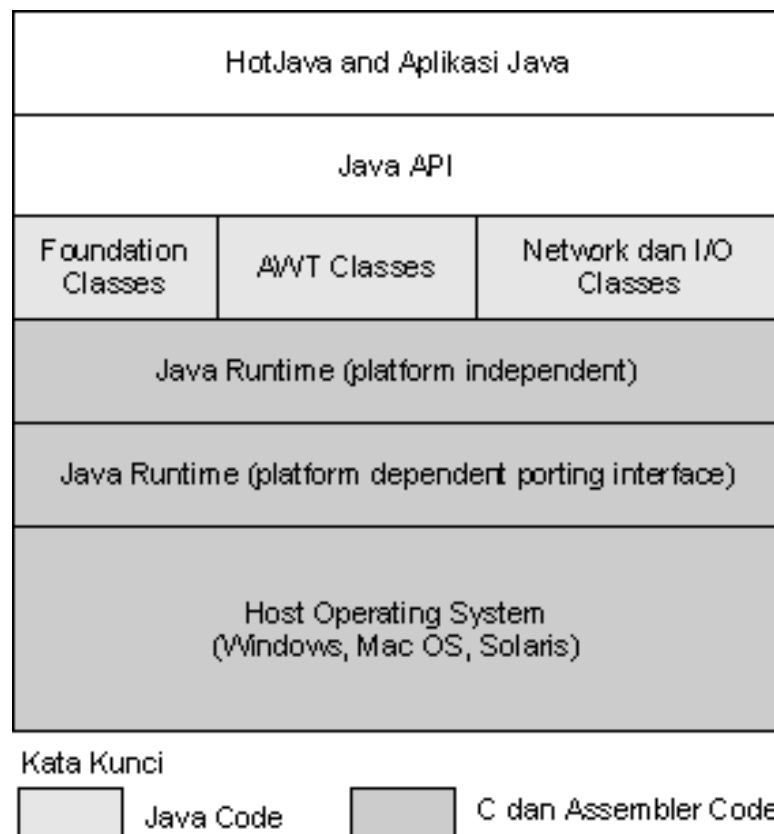 HotJava and Aplikasi Java
Java API
Foundation
Classes
AWT Classes
Network dan I/O
Classes
Java Runtime (platform independent)
Java Runtime (platform dependent porting interface)
Host Operating System
(Windows, Mac OS, Solaris)
Kata Kunci
Java Code
C dan Assembler Code